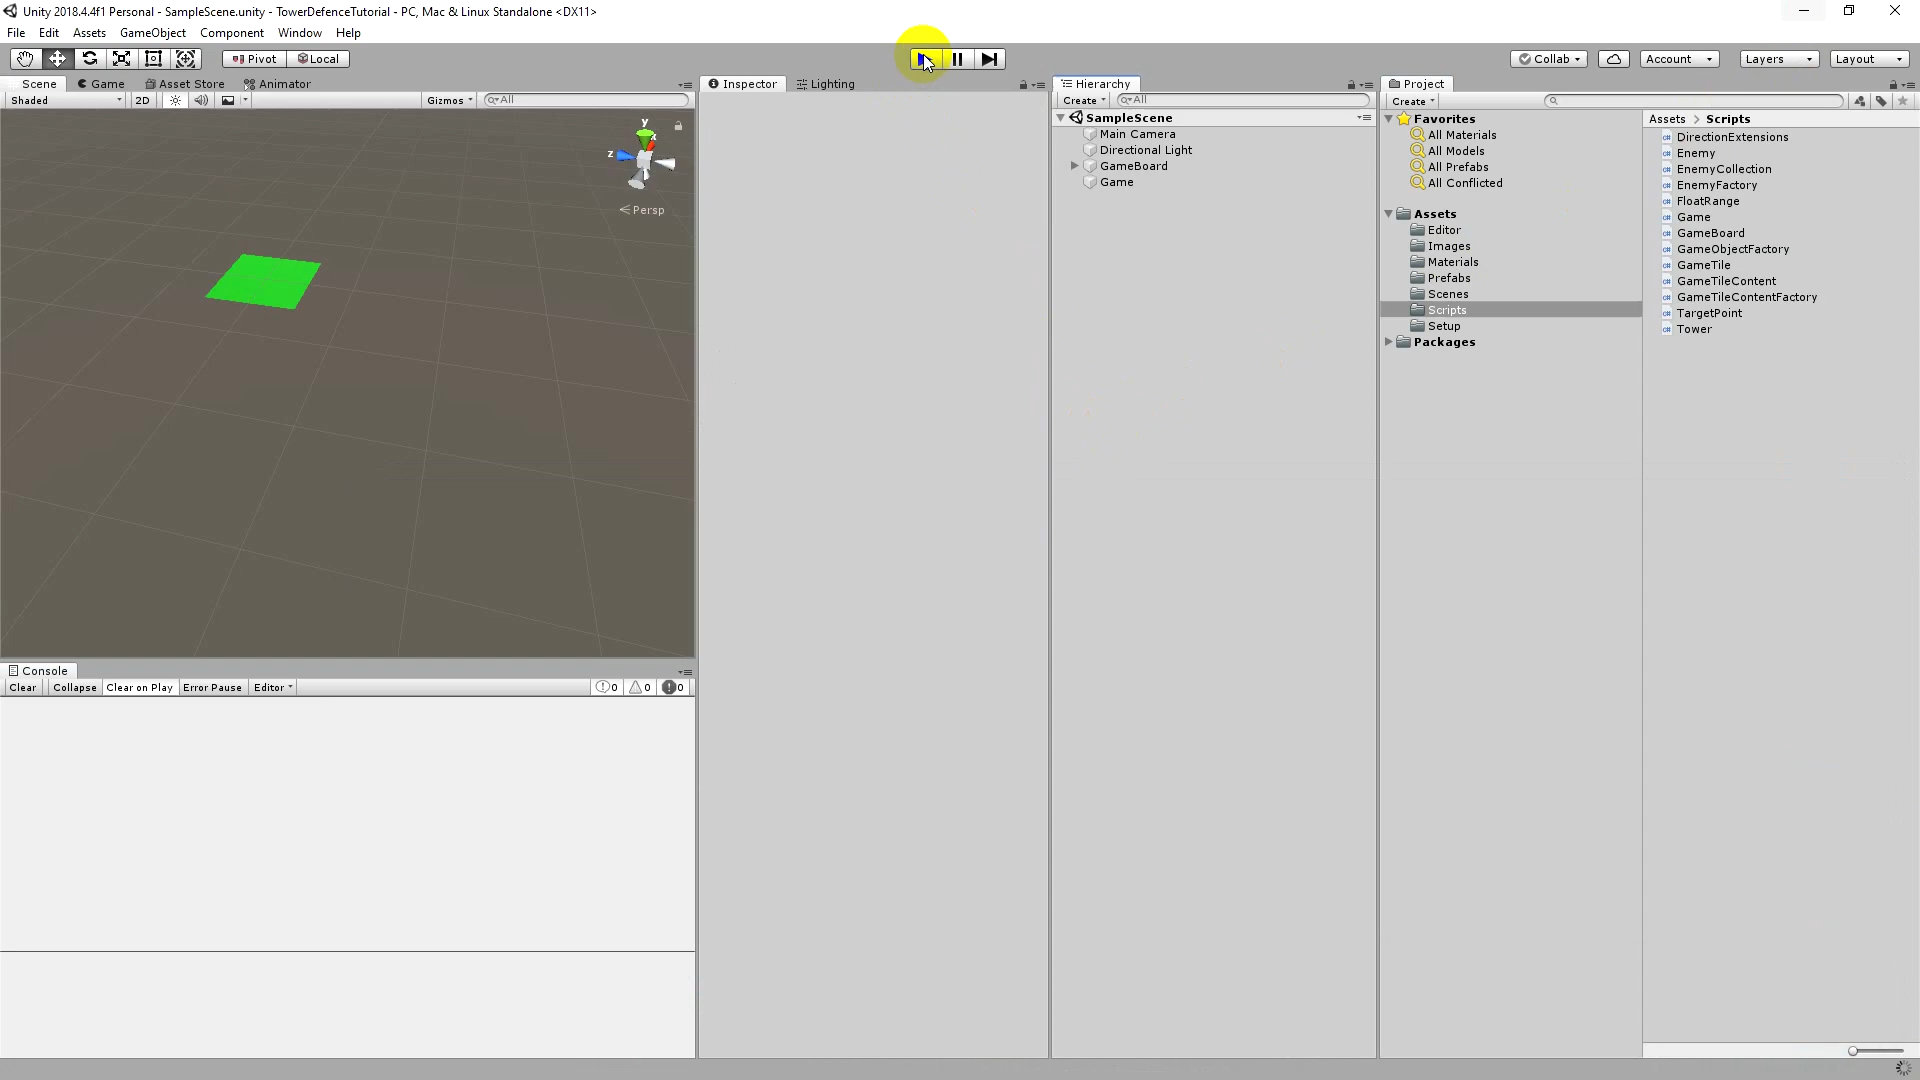 Unity 2018.4.4f1 Personal - SampleScene.unity - TowerDefenceTutorial - PC, Mac & Linux Standalone <DX11>
File Edit Assets GameObject Component Window Help
Pivot Local Collab Account Layers Layout
Scene Game Asset Store Animator
Shaded 2D Gizmos All
y
x
z
Persp
Console
Clear Collapse Clear on Play Error Pause Editor 0 0 0
Inspector Lighting
Hierarchy
Create All
SampleScene
Main Camera
Directional Light
GameBoard
Game
Project
Create
Favorites
All Materials
All Models
All Prefabs
All Conflicted
Assets
Editor
Images
Materials
Prefabs
Scenes
Scripts
Setup
Packages
Assets > Scripts
DirectionExtensions
Enemy
EnemyCollection
EnemyFactory
FloatRange
Game
GameBoard
GameObjectFactory
GameTile
GameTileContent
GameTileContentFactory
TargetPoint
Tower